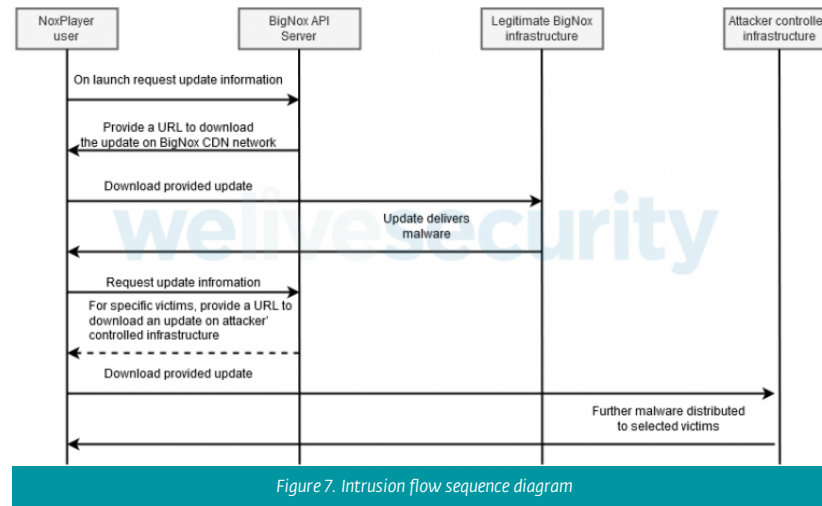 NoxPlayer
user
BigNox API
Server
Legitimate BigNox
infrastructure
Attacker controlle
infrastructure
On launch request update information
Provide a URL to download
the update on BigNox CDN network
Download provided update
Update delivers
malware
welivesecurity
Request update infromation
For specific victims, provide a URL to
download an update on attacker'
controlled infrastructure
Download provided update
Further malware distributed
to selected victims
Figure 7. Intrusion flow sequence diagram